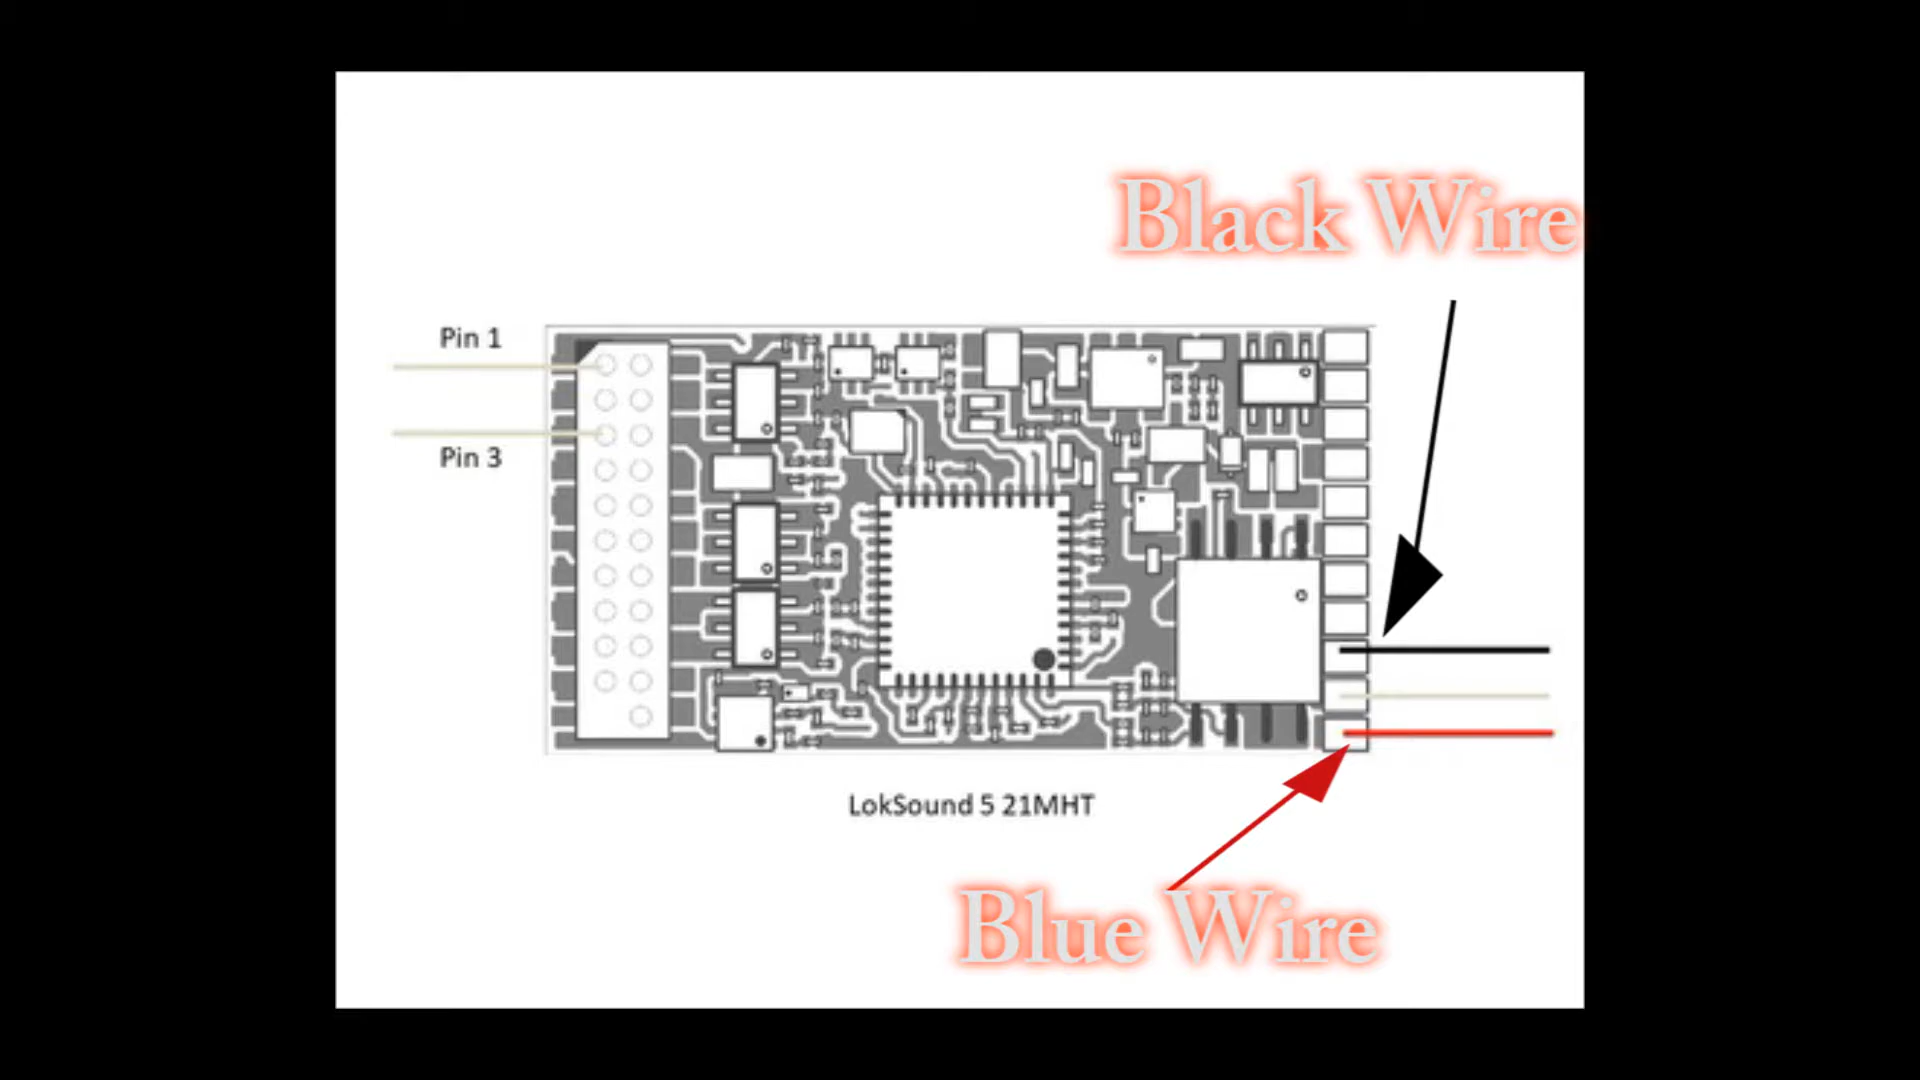 Black Wire
Pin 1
Pin 3
LokSound 5 21MHT
Blue Wire